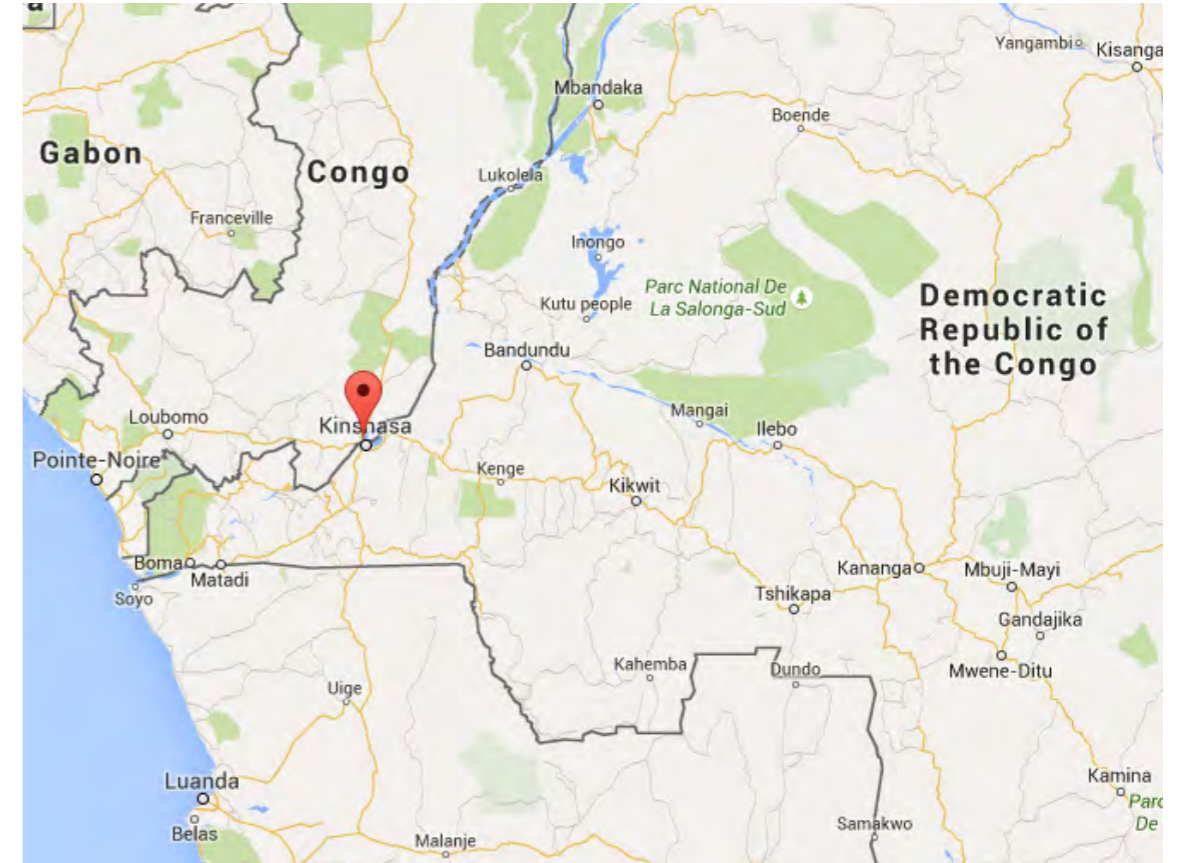 a
Yangambi
Kisanga
Mbandaka
Boende
Gabon
Congo
Lukolela
Franceville
Inongo
Parc National De
La Salonga-Sud
Kutu people
Democratic
Republic of
the Congo
Bandundu
Loubomo
Kinshasa
Mangai
Ilebo
Pointe-Noire
Kenge
Kikwit
Boma
Matadi
Soyo
Kananga
Mbuji-Mayi
Tshikapa
Gandajika
Kahemba
Dundo
Mwene-Ditu
Uige
Luanda
Kamina
Parc
De
Belas
Malanje
Samakwo